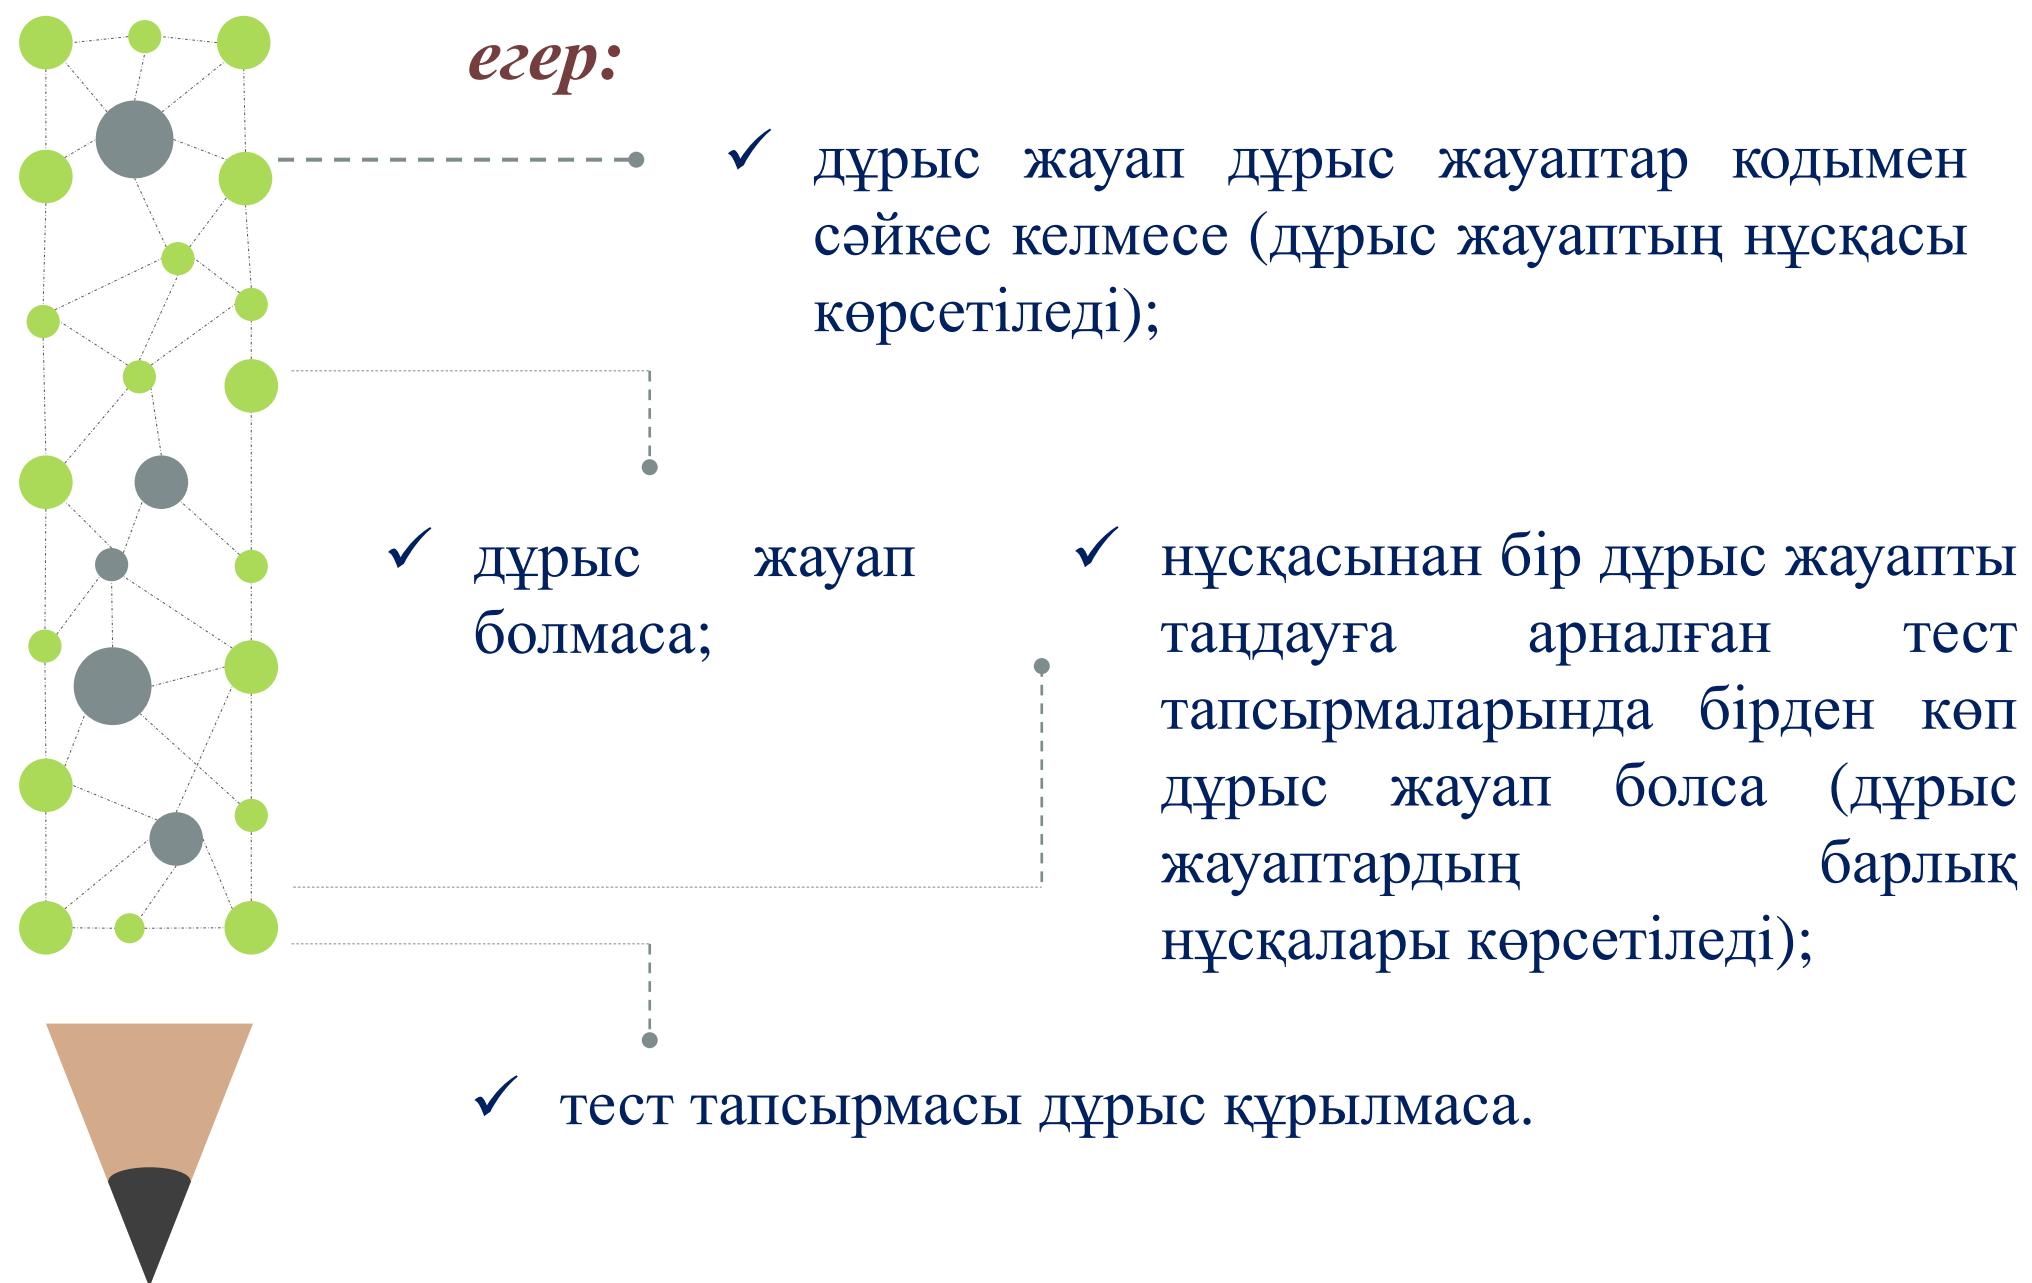 егер:
дұрыс жауап дұрыс жауаптар кодымен
сәйкес келмесе (дұрыс жауаптың нұсқасы
көрсетіледі);
дұрыс жауап
болмаса;
нұсқасынан бір дұрыс жауапты
таңдауға арналған тест
тапсырмаларында бірден көп
дұрыс жауап болса (дұрыс
жауаптардың барлық
нұсқалары көрсетіледі);
тест тапсырмасы дұрыс құрылмаса.